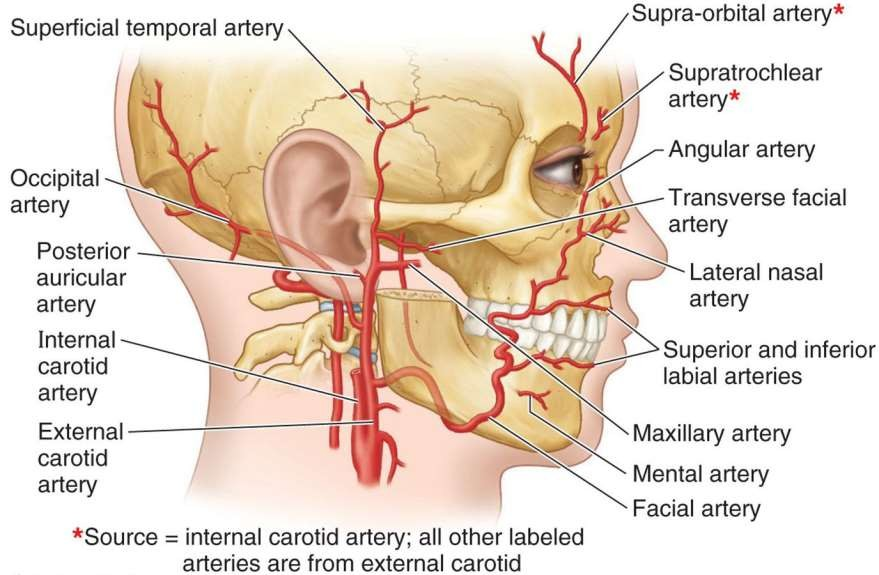 Superficial temporal artery
Occipital
artery
Posterior
auricular
artery
Internal
carotid
artery
External
carotid
artery
Supra-orbital artery*
Supratrochlear
artery*
Angular artery
Transverse facial
artery
Lateral nasal
artery
Superior and inferior
labial arteries
Maxillary artery
Mental artery
Facial artery
*Source = internal carotid artery; all other labeled
arteries are from external carotid